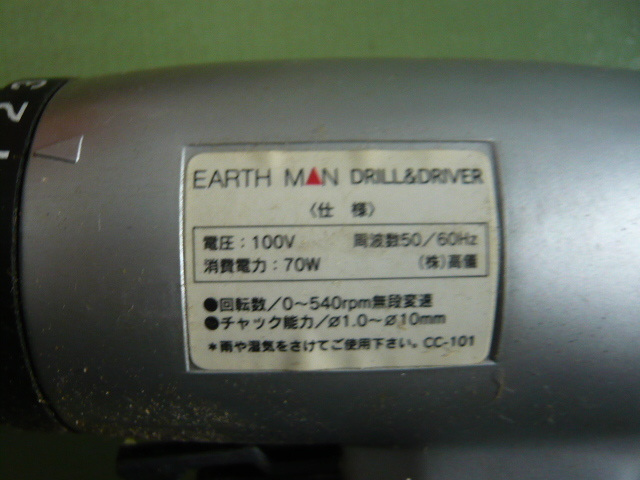 EARTH MAN DRILL&DRIVER
〈仕 様〉
電圧：100V 周波数50／60Hz
消費電力：70W (株)高儀
●回転数／0～540rpm無段変速
●チャック能力／Ø1.0～Ø10mm
＊雨や湿気をさけてご使用下さい。CC-101
3
2
1